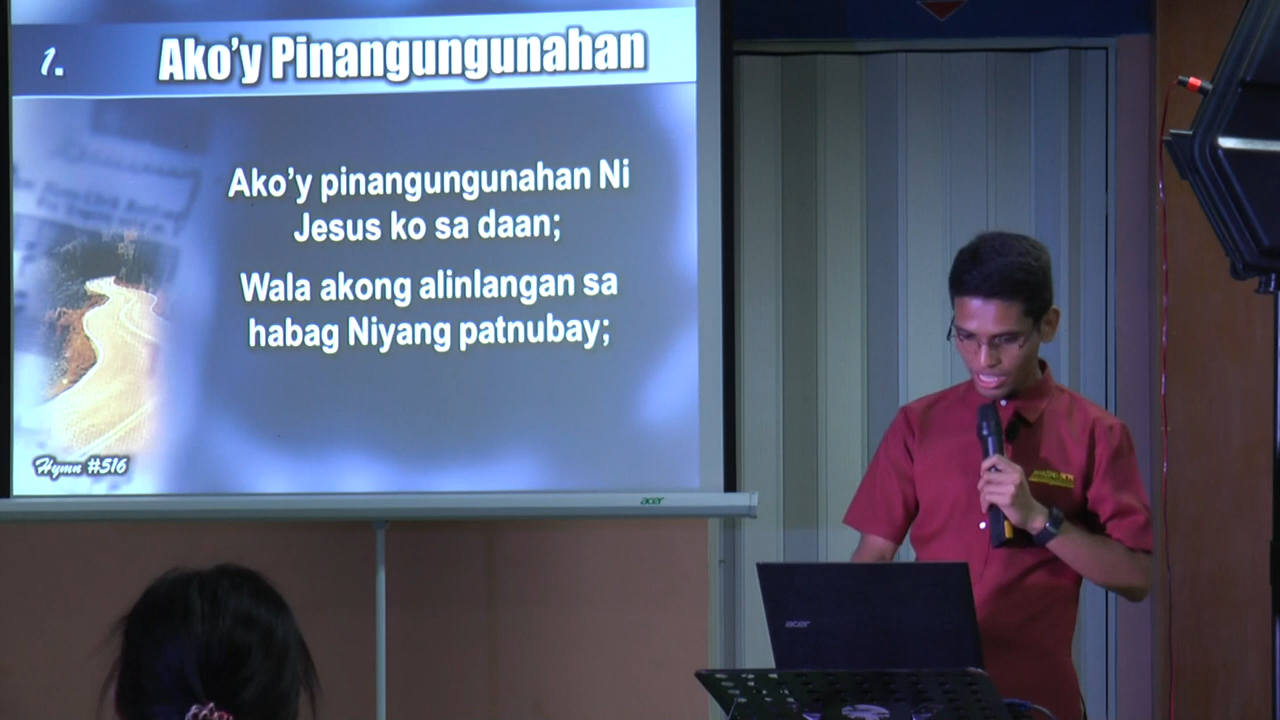 1. Ako'y Pinangungunahan
Ako'y pinangungunahan Ni
Jesus ko sa daan;
Wala akong alinlangan sa
habag Niyang patnubay;
Hymn #516
acer
acer